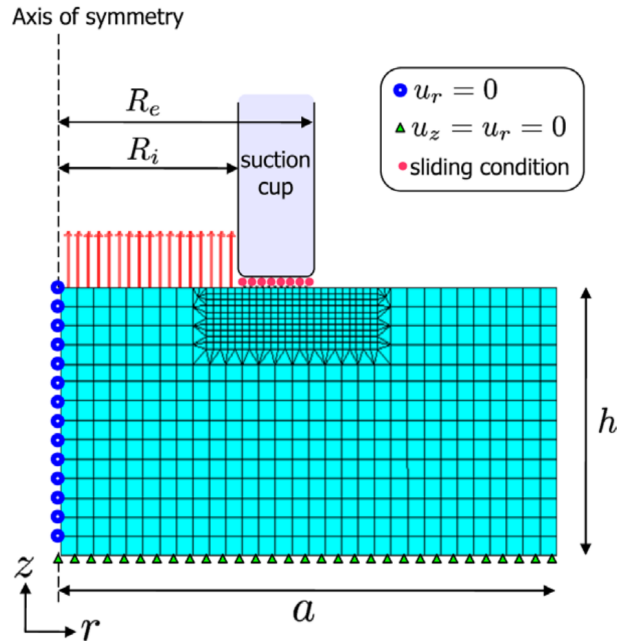 Axis of symmetry
R_e
R_i
suction
cup
u_r = 0
u_z = u_r = 0
sliding condition
h
z
r
a